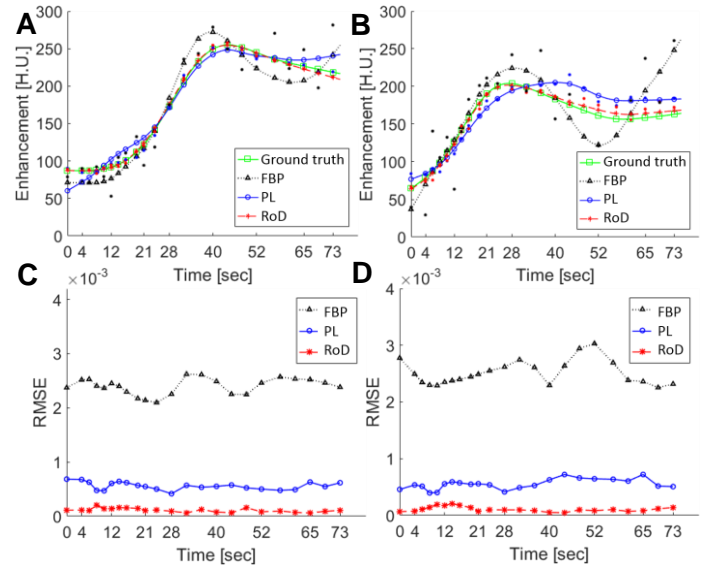 A
Enhancement [H.U.]
300
250
200
150
100
50
0
0 4 12 21 28 40 52 65 73
Time [sec]
Ground truth
FBP
PL
RoD
B
Enhancement [H.U.]
300
250
200
150
100
50
0
0 4 12 21 28 40 52 65 73
Time [sec]
Ground truth
FBP
PL
RoD
C
×10⁻³
RMSE
4
3
2
1
0
0 4 12 21 28 40 52 65 73
Time [sec]
FBP
PL
RoD
D
×10⁻³
RMSE
4
3
2
1
0
0 4 12 21 28 40 52 65 73
Time [sec]
FBP
PL
RoD